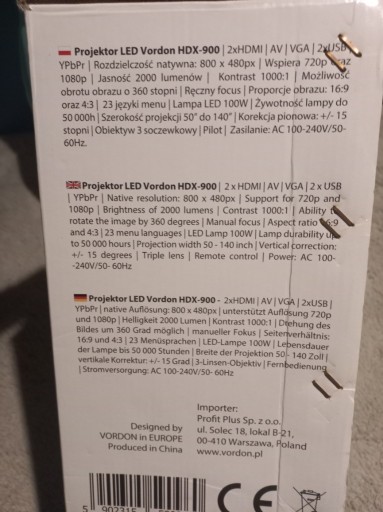 Projektor LED Vordon HDX-900 | 2xHDMI | AV | VGA | 2xUSB |
YPbPr | Rozdzielczość natywna: 800 x 480px | Wspiera 720p oraz
1080p | Jasność 2000 lumenów | Kontrast 1000:1 | Możliwość
obrotu obrazu o 360 stopni | Ręczny focus | Proporcje obrazu: 16:9
oraz 4:3 | 23 języki menu | Lampa LED 100W | Żywotność lampy do
50 000h | Szerokość projekcji 50" do 140" | Korekcja pionowa: +/- 15
stopni | Obiektyw 3 soczewkowy | Pilot | Zasilanie: AC 100-240V/50-
60Hz.
Projektor LED Vordon HDX-900 | 2 x HDMI | AV | VGA | 2 x USB
| YPbPr | Native resolution: 800 x 480px | Support for 720p and
1080p | Brightness of 2000 lumens | Contrast 1000:1 | Ability to
rotate the image by 360 degrees | Manual focus | Aspect ratio 16:9
and 4:3 | 23 menu languages | LED Lamp 100W | Lamp durability up
to 50 000 hours | Projection width 50 - 140 inch | Vertical correction:
+/- 15 degrees | Triple lens | Remote control | Power: AC 100-
-240V/50- 60Hz
Projektor LED Vordon HDX-900 - 2xHDMI | AV | VGA | 2xUSB |
YPbPr | native Auflösung: 800 x 480px | unterstützt Auflösung 720p
und 1080p | Helligkeit 2000 Lumen | Kontrast 1000:1 | Drehung des
Bildes um 360 Grad möglich | manueller Fokus | Seitenverhältnis:
16:9 und 4:3 | 23 Menüsprachen | LED-Lampe 100W | Lebensdauer
der Lampe bis 50 000 Stunden | Breite der Projektion 50 - 140 Zoll |
vertikale Korrektur: +/- 15 Grad | 3-Linsen-Objektiv | Fernbedienung
| Stromversorgung: AC 100-240V/50- 60Hz
Designed by
VORDON in EUROPE
Produced in China
Importer:
Profit Plus Sp. z o.o.
ul. Solec 18, lokal B-21,
00-410 Warszawa, Poland
www.vordon.pl
CE